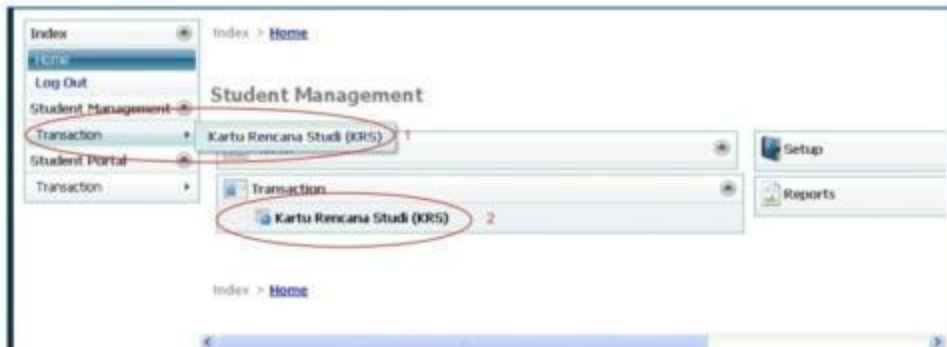 Index
Home
Log Out
Student Management
Transaction
Student Portal
Transaction
Index > Home
Student Management
Kartu Rencana Studi (KRS) 1
Transaction
Kartu Rencana Studi (KRS) 2
Setup
Reports
Index > Home